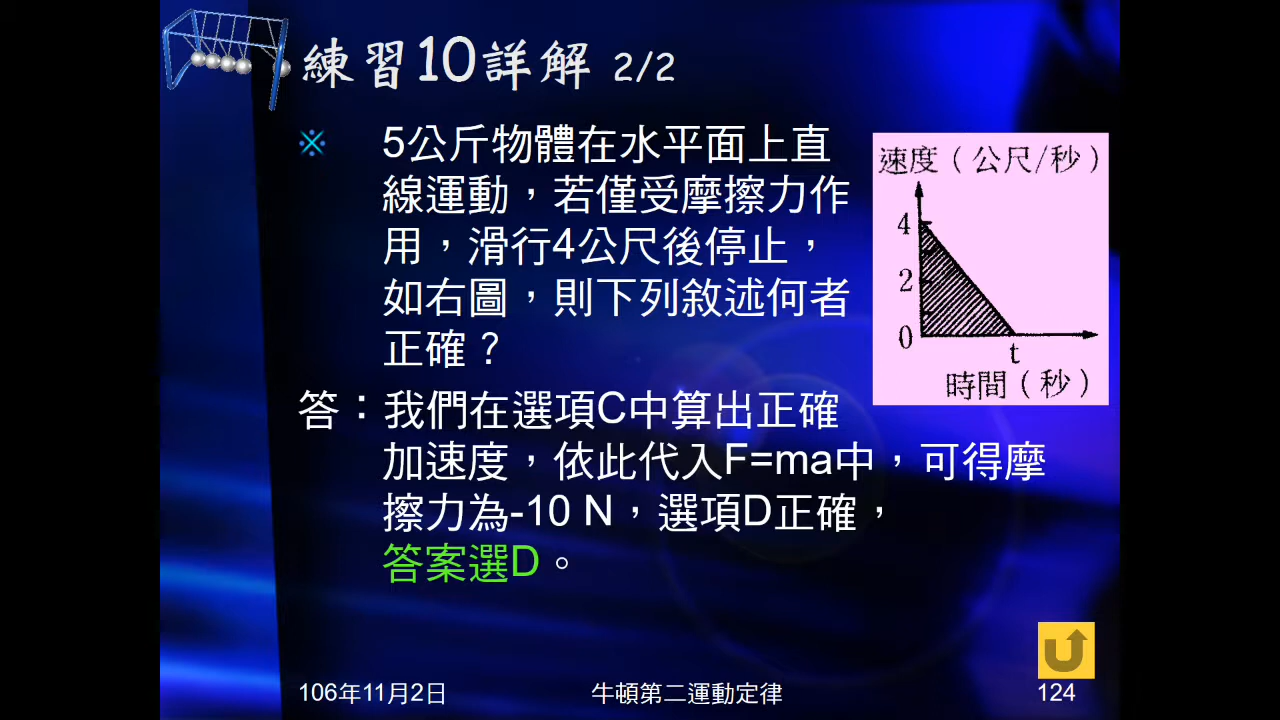 練習10詳解 2/2
※ 5公斤物體在水平面上直
線運動，若僅受摩擦力作
用，滑行4公尺後停止，
如右圖，則下列敘述何者
正確？
速度（公尺/秒）
4
2
0
t
時間（秒）
答：我們在選項C中算出正確
加速度，依此代入F=ma中，可得摩
擦力為-10 N，選項D正確，
答案選D。
106年11月2日
牛頓第二運動定律
124